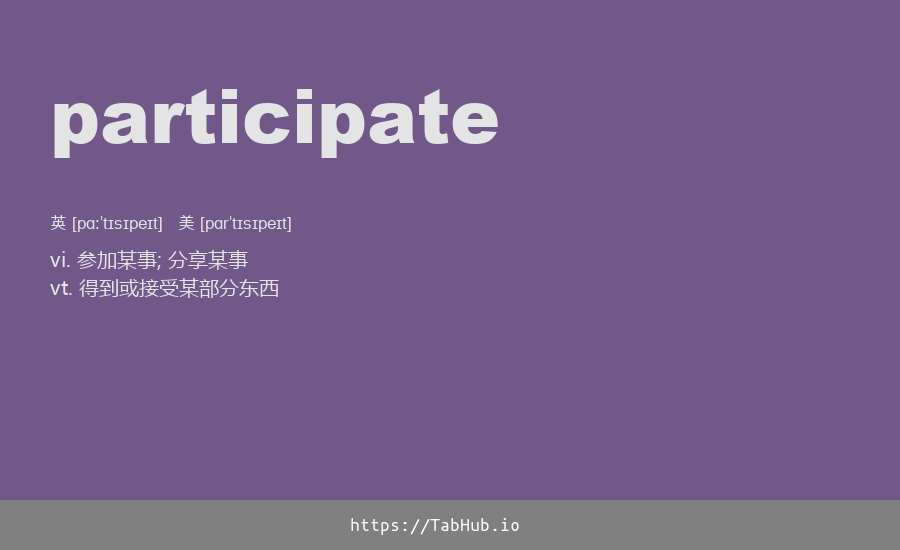 participate
英 [pɑːˈtɪsɪpeɪt] 美 [pɑrˈtɪsɪpeɪt]
vi. 参加某事; 分享某事
vt. 得到或接受某部分东西
https://TabHub.io